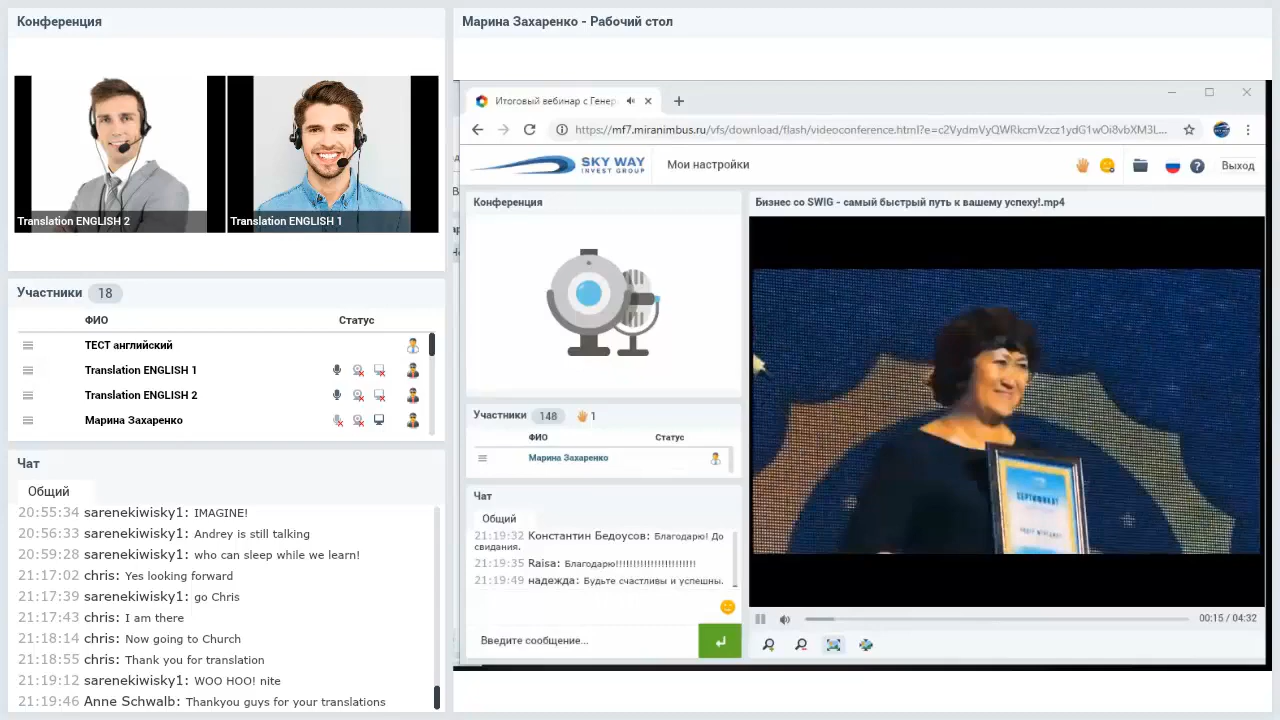 Конференция
Translation ENGLISH 2
Translation ENGLISH 1
Участники 18
ФИО Статус
ТЕСТ английский
Translation ENGLISH 1
Translation ENGLISH 2
Марина Захаренко
Чат
Общий
20:55:34 sarenekiwisky1: IMAGINE!
sarenekiwisky1: Andrey is still talking
sarenekiwisky1: who can sleep while we learn!
21:17:02 chris: Yes looking forward
21:17:39 sarenekiwisky1: go Chris
21:17:43 chris: I am there
21:18:14 chris: Now going to Church
21:18:55 chris: Thank you for translation
21:19:12 sarenekiwisky1: WOO HOO! nite
21:19:46 Anne Schwalb: Thankyou guys for your translations
Марина Захаренко - Рабочий стол
Итоговый вебинар с Генер
https://mf7.miranimbus.ru/vfs/download/flash/videoconference.html?e=
SKY WAY
INVEST GROUP
Мои настройки
Выход
Конференция
Участники 148 1
ФИО Статус
Марина Захаренко
Чат
Общий
21:19:32 Константин Бедоусов: Благодарю! До
свидания.
21:19:35 Raisa: Благодарю!!!!!!!!!!!!!!!!!!!!!!!
21:19:49 надежда: Будьте счастливы и успешны.
Введите сообщение...
Бизнес со SWIG - самый быстрый путь к вашему успеху!.mp4
СЕРТИФИКАТ
00:15 / 04:32